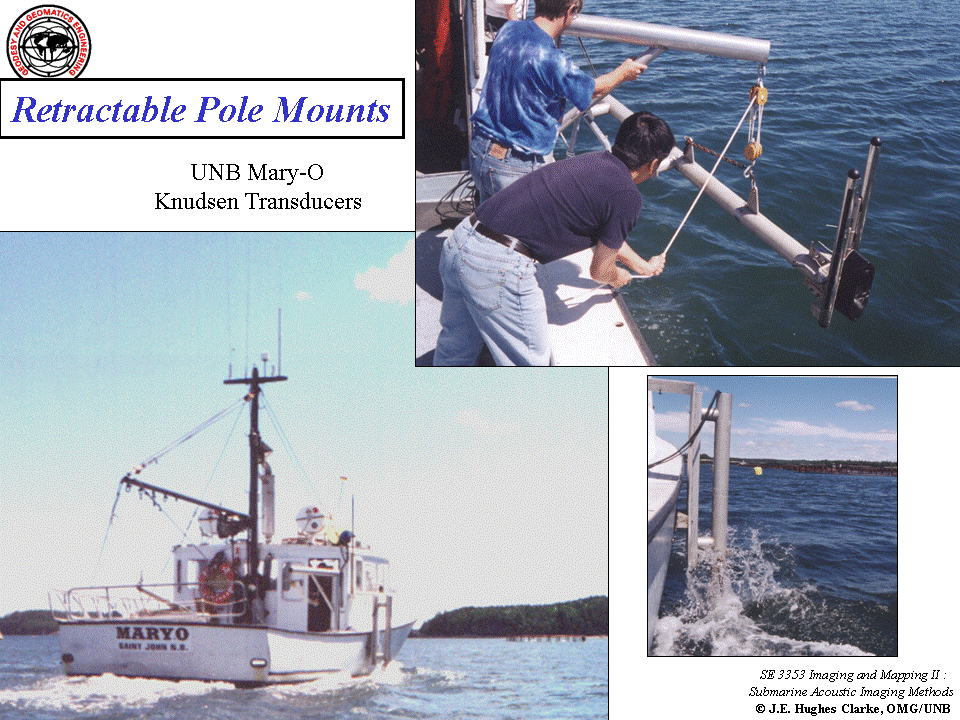 GEODESY AND GEOMATICS ENGINEERING
Retractable Pole Mounts
UNB Mary-O
Knudsen Transducers
MARYO
SAINT JOHN N.B.
SE 3353 Imaging and Mapping II :
Submarine Acoustic Imaging Methods
© J.E. Hughes Clarke, OMG/UNB